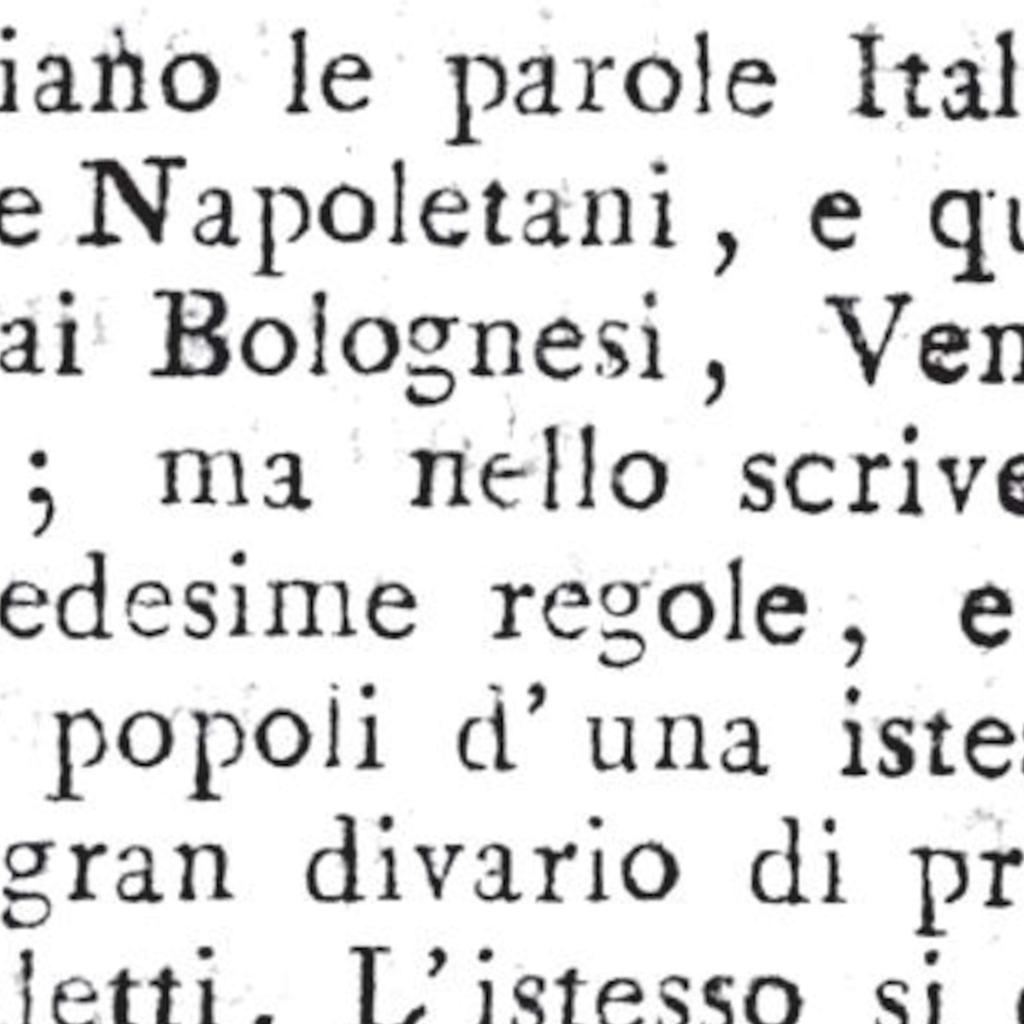 iano le parole Ital
e Napoletani, e qu
ai Bolognesi, Ven
; ma nello scrive
edesime regole, e
popoli d'una istes
gran divario di pr
letti. L'istesso si